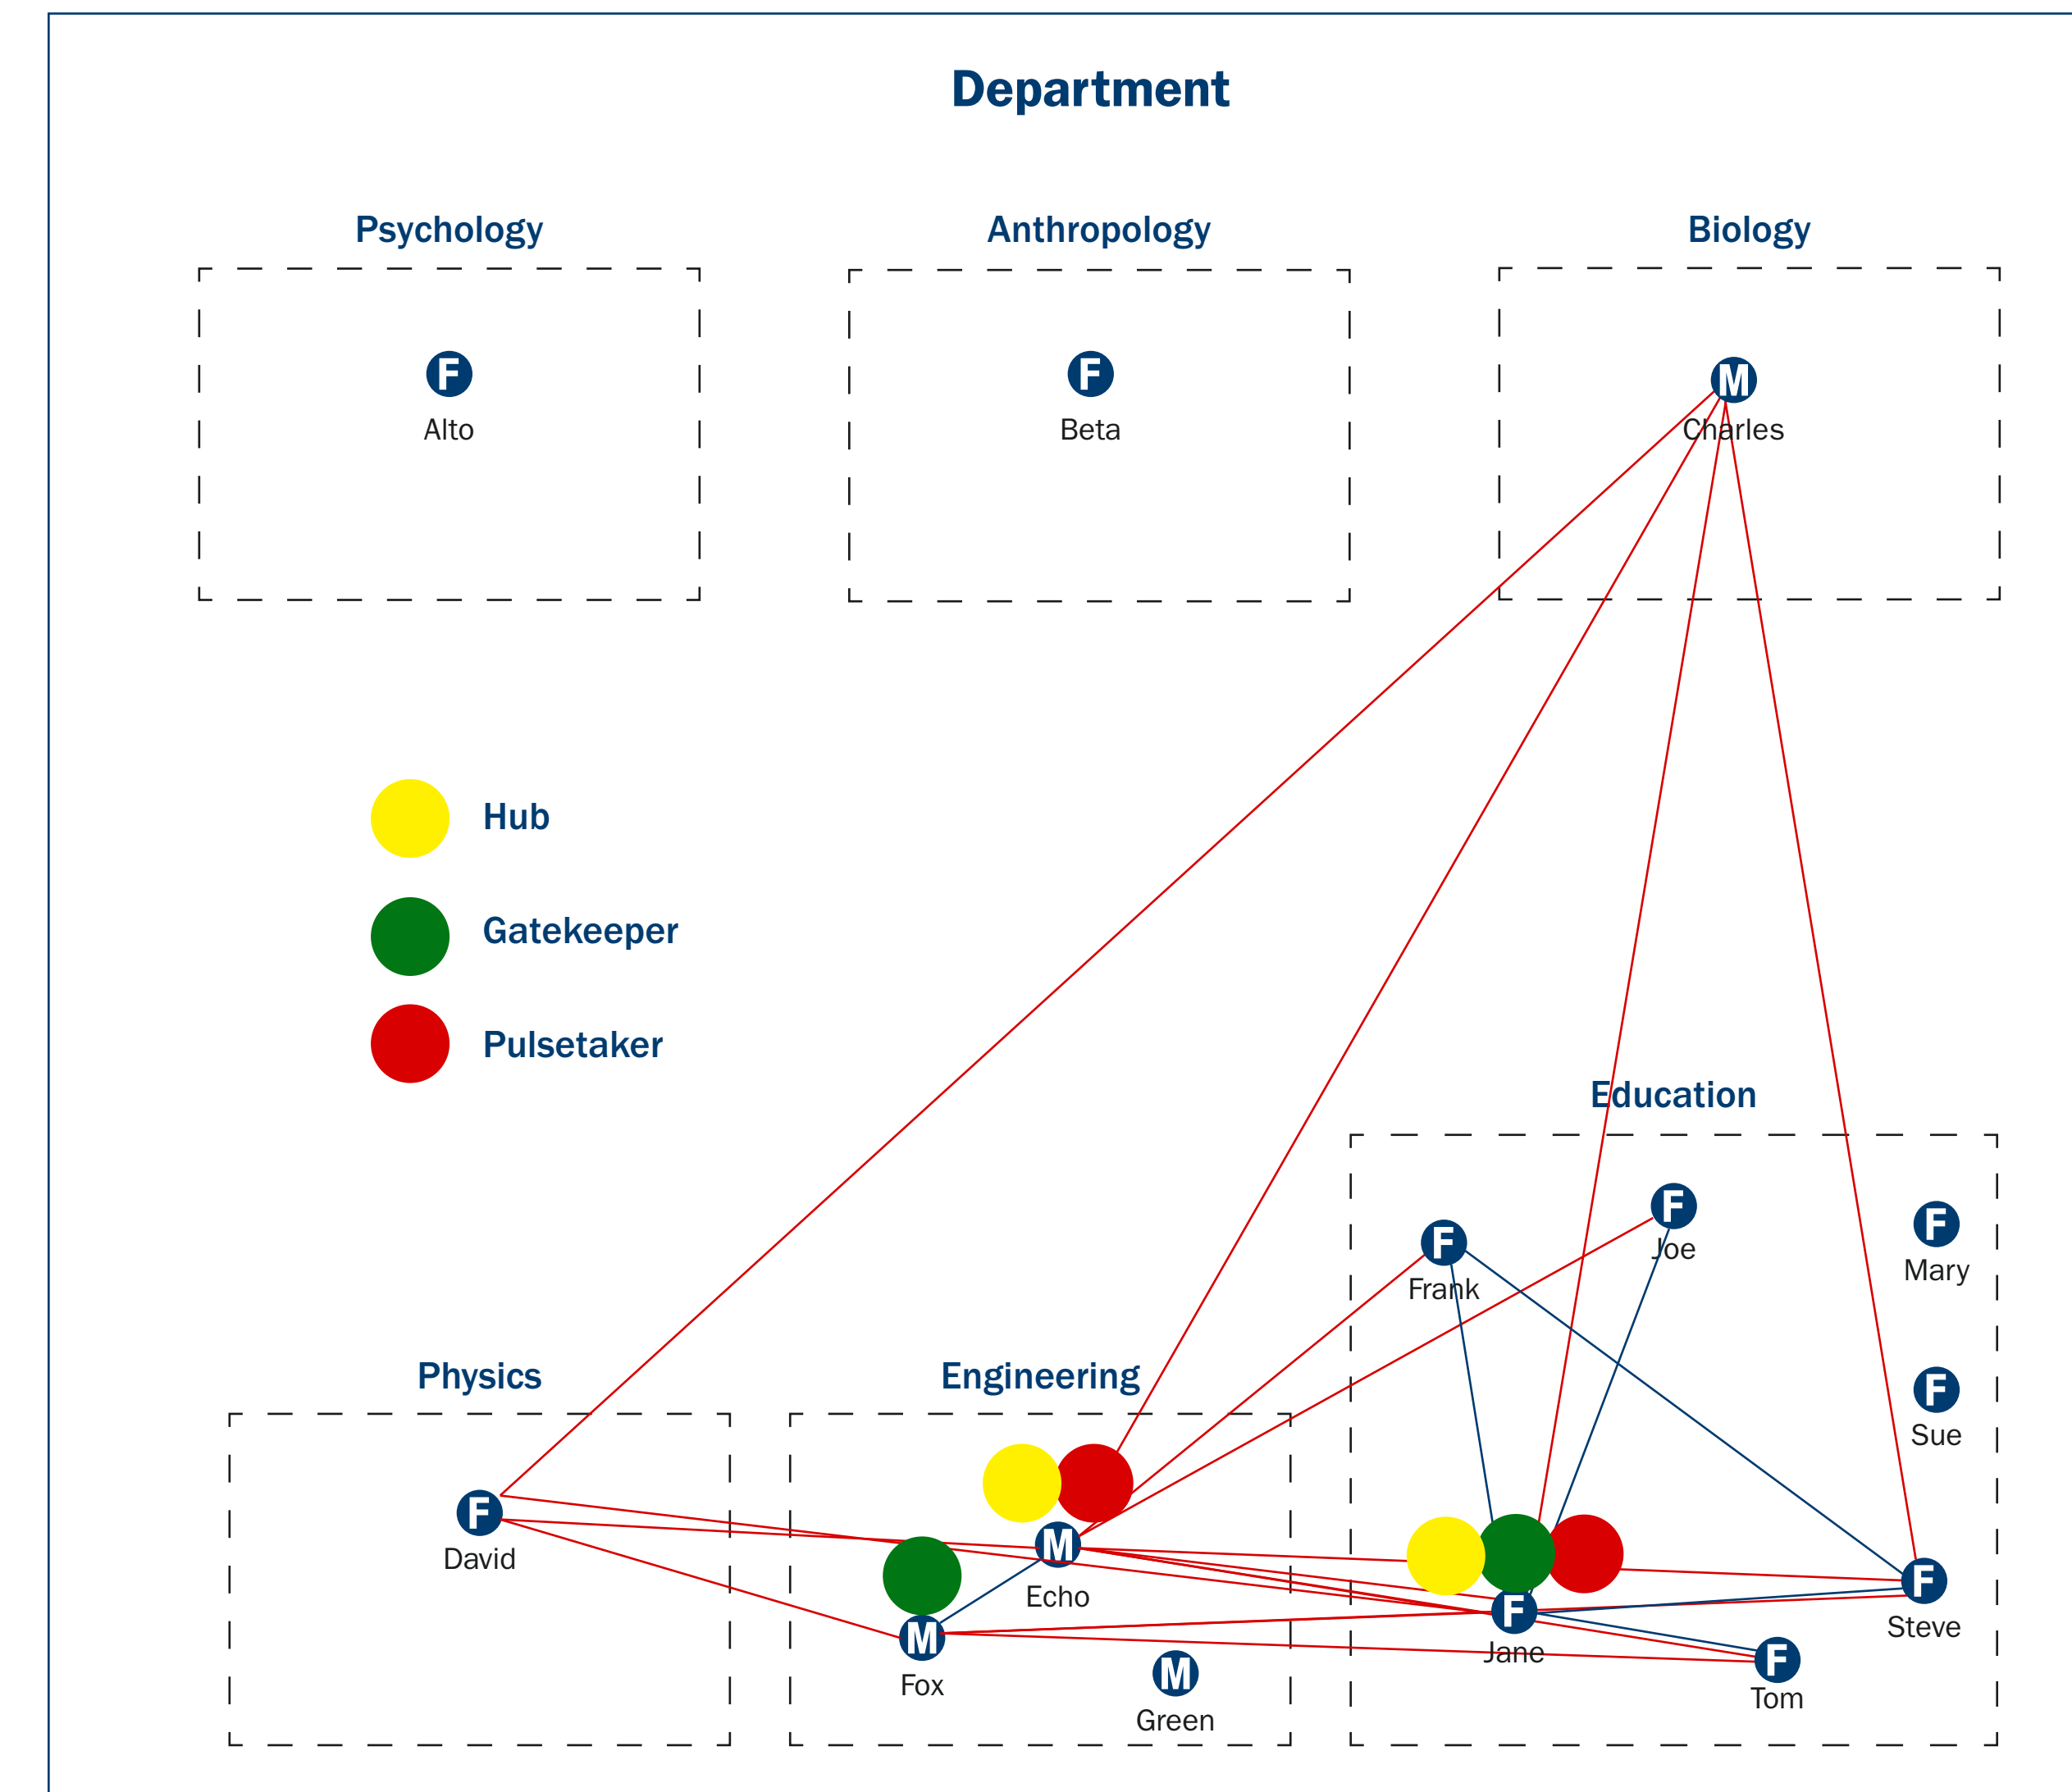 Department
Psychology
Anthropology
Biology
F
F
M
Alto
Beta
Charles
Hub
Gatekeeper
Pulsetaker
Education
F
F
F
Joe
Frank
Mary
Physics
Engineering
F
Sue
F
M
David
F
Echo
M
F
Steve
Fox
M
Jane
F
Green
Tom